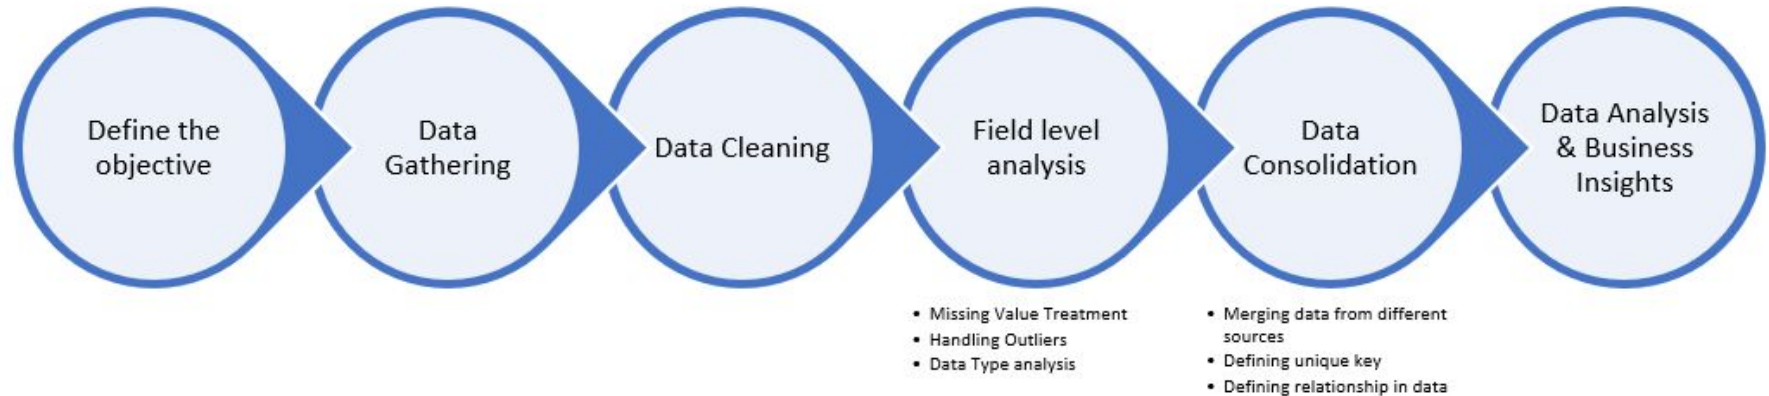 Define the
objective
Data
Gathering
Data Cleaning
Field level
analysis
Data
Consolidation
Data Analysis
& Business
Insights
• Missing Value Treatment
• Handling Outliers
• Data Type analysis
• Merging data from different
sources
• Defining unique key
• Defining relationship in data